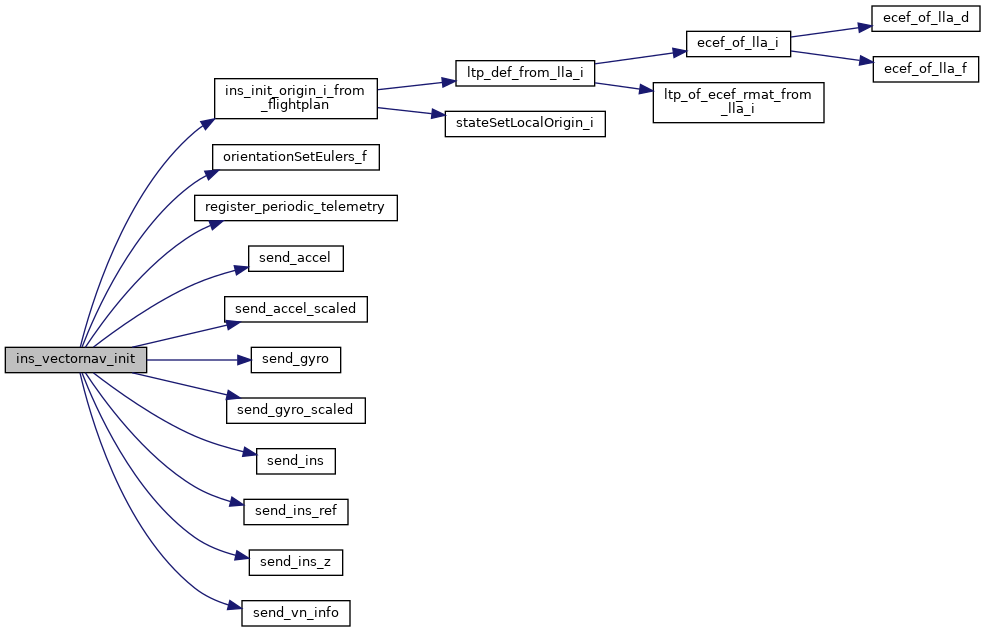 ins_vectornav_init
ins_init_origin_i_from
_flightplan
ltp_def_from_lla_i
ecef_of_lla_i
ecef_of_lla_d
ecef_of_lla_f
ltp_of_ecef_rmat_from
_lla_i
stateSetLocalOrigin_i
orientationSetEulers_f
register_periodic_telemetry
send_accel
send_accel_scaled
send_gyro
send_gyro_scaled
send_ins
send_ins_ref
send_ins_z
send_vn_info